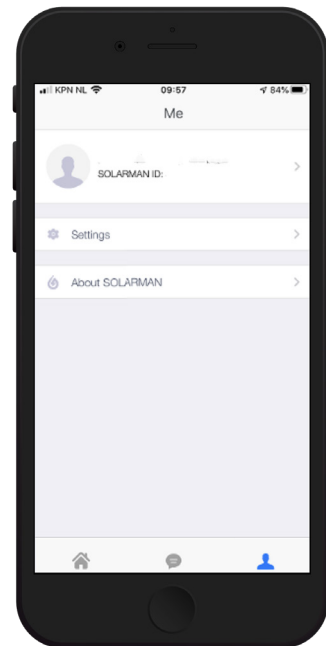 KPN NL 09:57 84%
Me
SOLARMAN ID:
Settings
About SOLARMAN